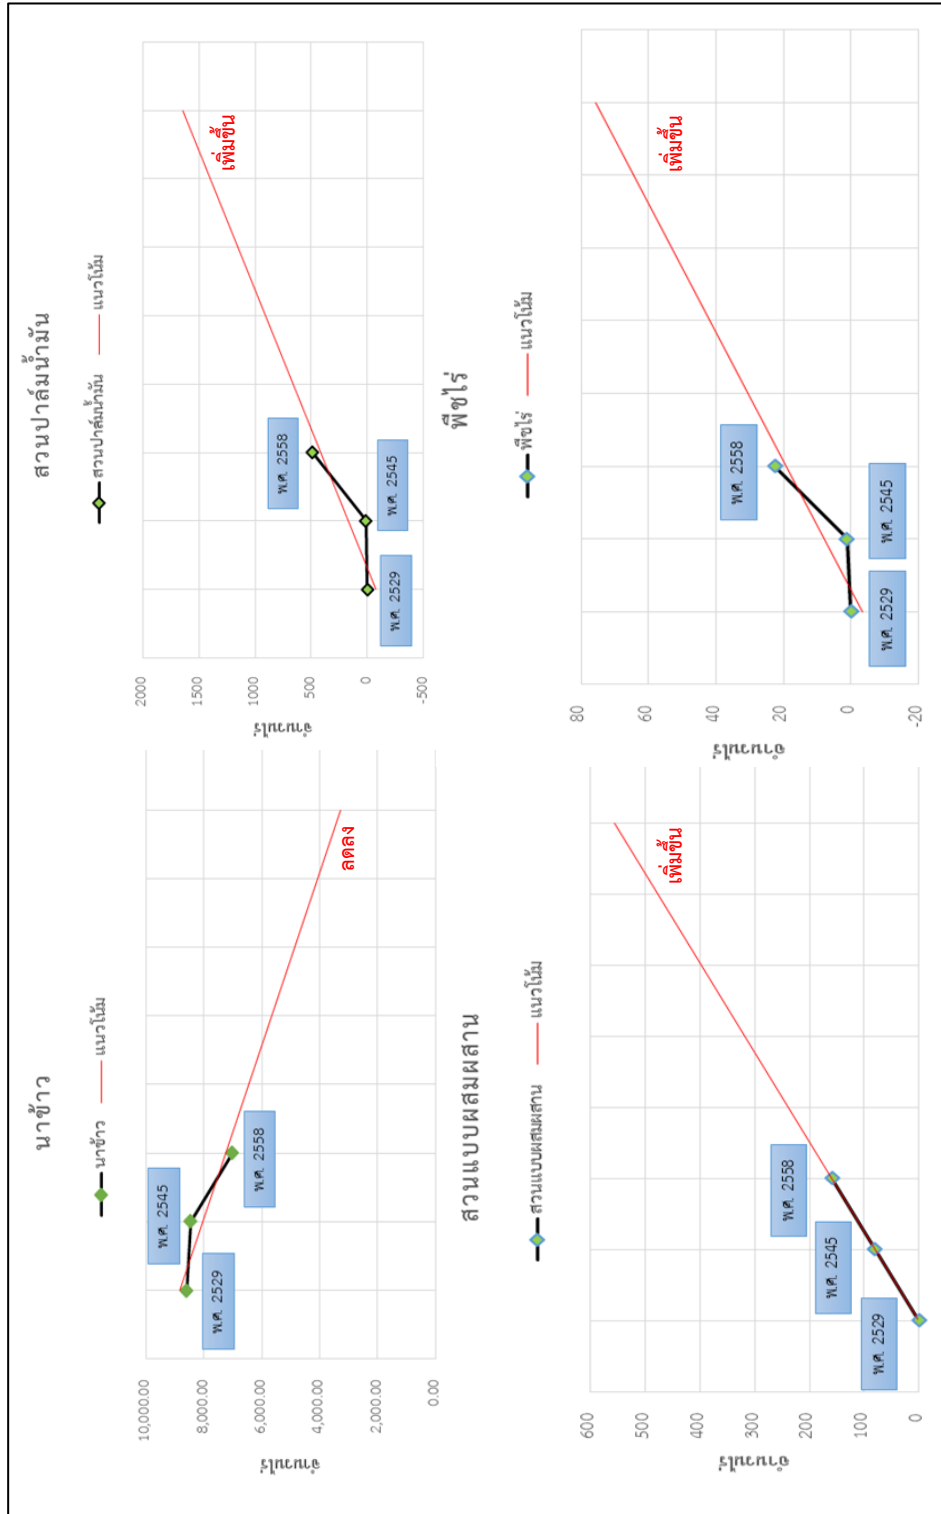 นาข้าว
นาข้าว
แนวโน้ม
10,000.00
8,000.00
6,000.00
4,000.00
2,000.00
0.00
จำนวนไร่.
พ.ศ. 2529
พ.ศ. 2545
พ.ศ. 2558
ลดลง
สวนปาล์มน้ำมัน
สวนปาล์มน้ำมัน
แนวโน้ม
2000
1500
1000
500
0
-500
จำนวนไร่.
พ.ศ. 2529
พ.ศ. 2545
พ.ศ. 2558
เพิ่มขึ้น
สวนแบบผสมผสาน
สวนแบบผสมผสาน
แนวโน้ม
600
500
400
300
200
100
0
จำนวนไร่.
พ.ศ. 2529
พ.ศ. 2545
พ.ศ. 2558
เพิ่มขึ้น
พืชไร่
พืชไร่
แนวโน้ม
80
60
40
20
0
-20
จำนวนไร่.
พ.ศ. 2529
พ.ศ. 2545
พ.ศ. 2558
เพิ่มขึ้น